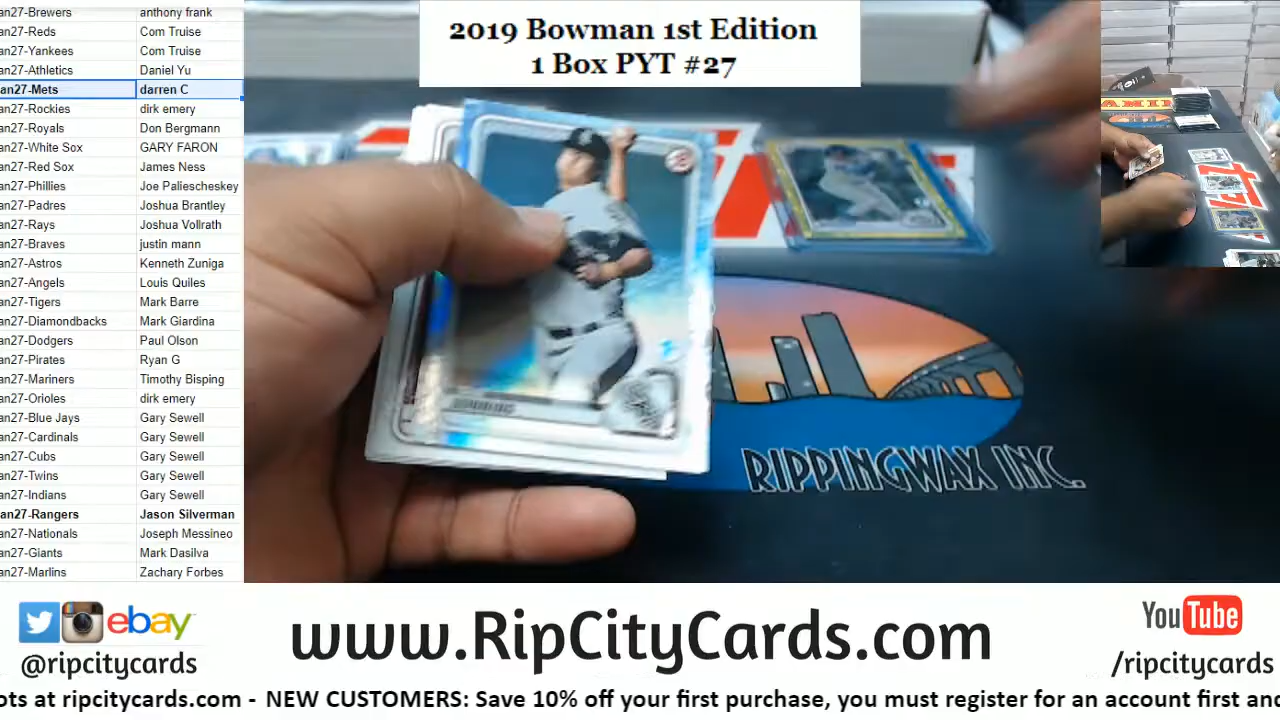 2019 Bowman 1st Edition
1 Box PYT #27
an27-Brewers anthony frank
an27-Reds Com Truise
an27-Yankees Com Truise
an27-Athletics Daniel Yu
an27-Mets darren C
an27-Rockies dirk emery
an27-Royals Don Bergmann
an27-White Sox GARY FARON
an27-Red Sox James Ness
an27-Phillies Joe Paliescheskey
an27-Padres Joshua Brantley
an27-Rays Joshua Vollrath
an27-Braves justin mann
an27-Astros Kenneth Zuniga
an27-Angels Louis Quiles
an27-Tigers Mark Barre
an27-Diamondbacks Mark Giardina
an27-Dodgers Paul Olson
an27-Pirates Ryan G
an27-Mariners Timothy Bisping
an27-Orioles dirk emery
an27-Blue Jays Gary Sewell
an27-Cardinals Gary Sewell
an27-Cubs Gary Sewell
an27-Twins Gary Sewell
an27-Indians Gary Sewell
an27-Rangers Jason Silverman
an27-Nationals Joseph Messineo
an27-Giants Mark Dasilva
an27-Marlins Zachary Forbes
RIPPINGWAX INC.
ebay
@ripcitycards
www.RipCityCards.com
YouTube
/ripcitycards
ots at ripcitycards.com - NEW CUSTOMERS: Save 10% off your first purchase, you must register for an account first and